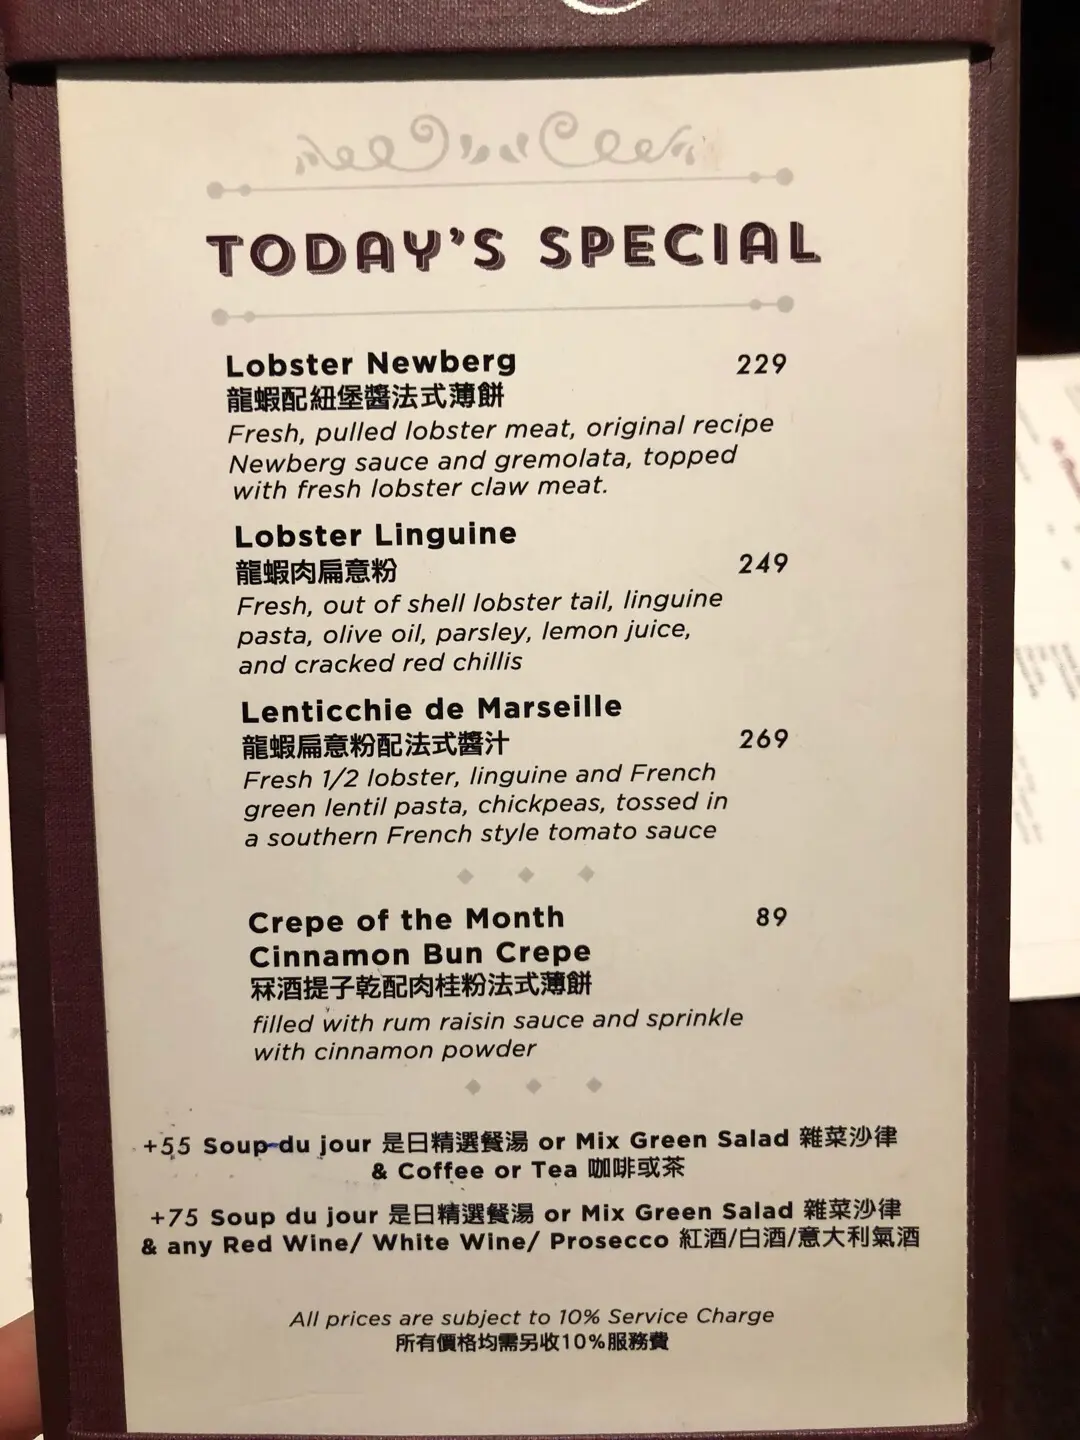 TODAY'S SPECIAL
Lobster Newberg 229
龍蝦配紐堡醬法式薄餅
Fresh, pulled lobster meat, original recipe
Newberg sauce and gremolata, topped
with fresh lobster claw meat.
Lobster Linguine
龍蝦肉扁意粉 249
Fresh, out of shell lobster tail, linguine
pasta, olive oil, parsley, lemon juice,
and cracked red chillis
Lenticchie de Marseille
龍蝦扁意粉配法式醬汁 269
Fresh 1/2 lobster, linguine and French
green lentil pasta, chickpeas, tossed in
a southern French style tomato sauce
Crepe of the Month 89
Cinnamon Bun Crepe
冧酒提子乾配肉桂粉法式薄餅
filled with rum raisin sauce and sprinkle
with cinnamon powder
+55 Soup du jour 是日精選餐湯 or Mix Green Salad 雜菜沙律
& Coffee or Tea 咖啡或茶
+75 Soup du jour 是日精選餐湯 or Mix Green Salad 雜菜沙律
& any Red Wine/ White Wine/ Prosecco 紅酒/白酒/意大利氣酒
All prices are subject to 10% Service Charge
所有價格均需另收10%服務費